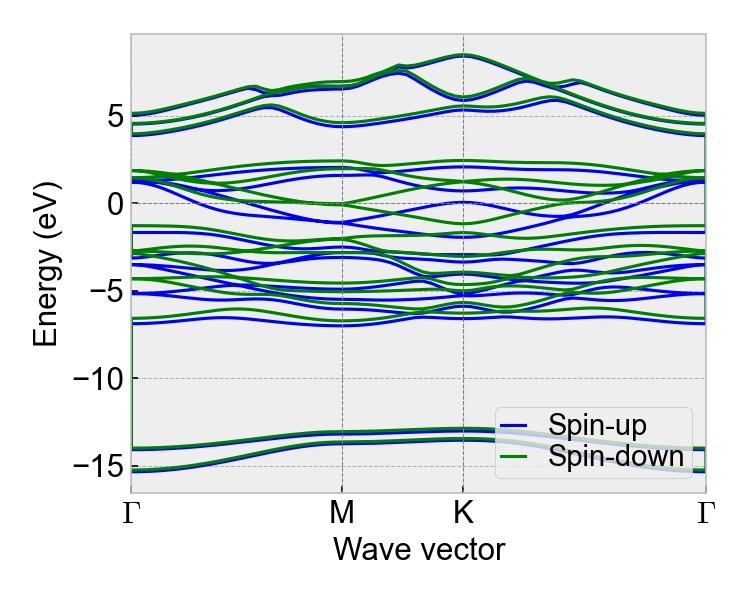 Energy (eV)
5
0
−5
−10
−15
Spin-up
Spin-down
Γ M K Γ
Wave vector